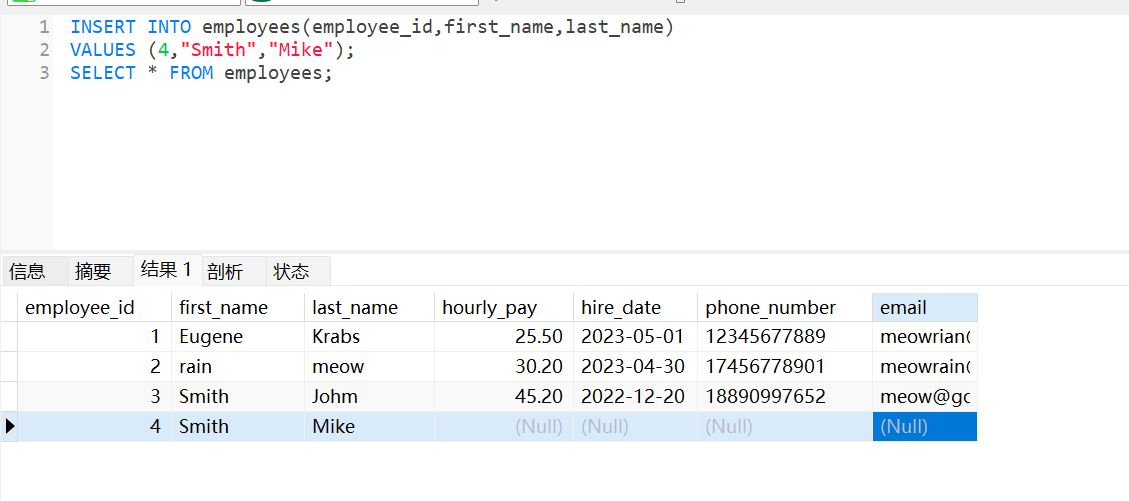 1 INSERT INTO employees(employee_id,first_name,last_name)
2 VALUES (4,"Smith","Mike");
3 SELECT * FROM employees;
信息 摘要 结果 1 剖析 状态
employee_id first_name last_name hourly_pay hire_date phone_number email
1 Eugene Krabs 25.50 2023-05-01 12345677889 meowrian(
2 rain meow 30.20 2023-04-30 17456778901 meowrain(
3 Smith Johm 45.20 2022-12-20 18890997652 meow@gc
4 Smith Mike (Null) (Null) (Null) (Null)